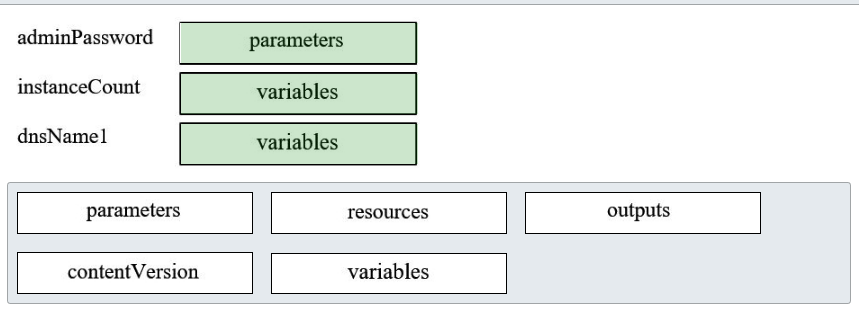 adminPassword parameters
instanceCount variables
dnsName1 variables
parameters resources outputs
contentVersion variables